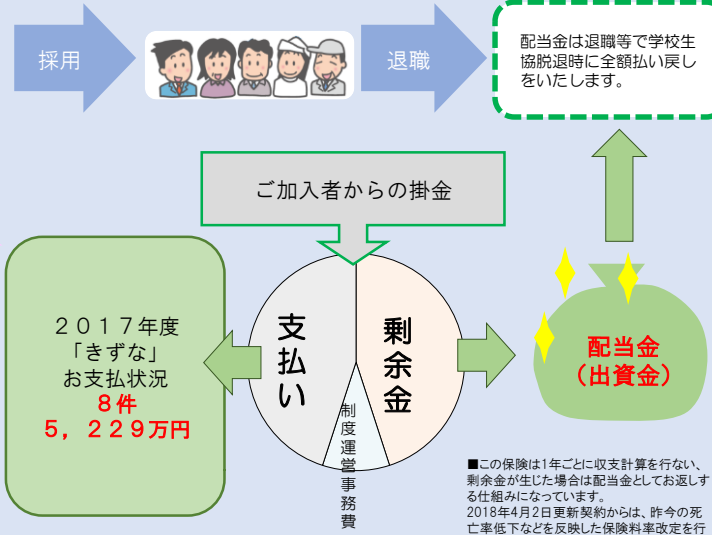 採用
退職
配当金は退職等で学校生
協脱退時に全額払い戻し
をいたします。
ご加入者からの掛金
２０１７年度
「きずな」
お支払状況
８件
５，２２９万円
支払い
剰余金
制度運営事務費
配当金
（出資金）
■この保険は1年ごとに収支計算を行ない、
剰余金が生じた場合は配当金としてお返しす
る仕組みになっています。
2018年4月2日更新契約からは、昨今の死
亡率低下などを反映した保険料率改定を行